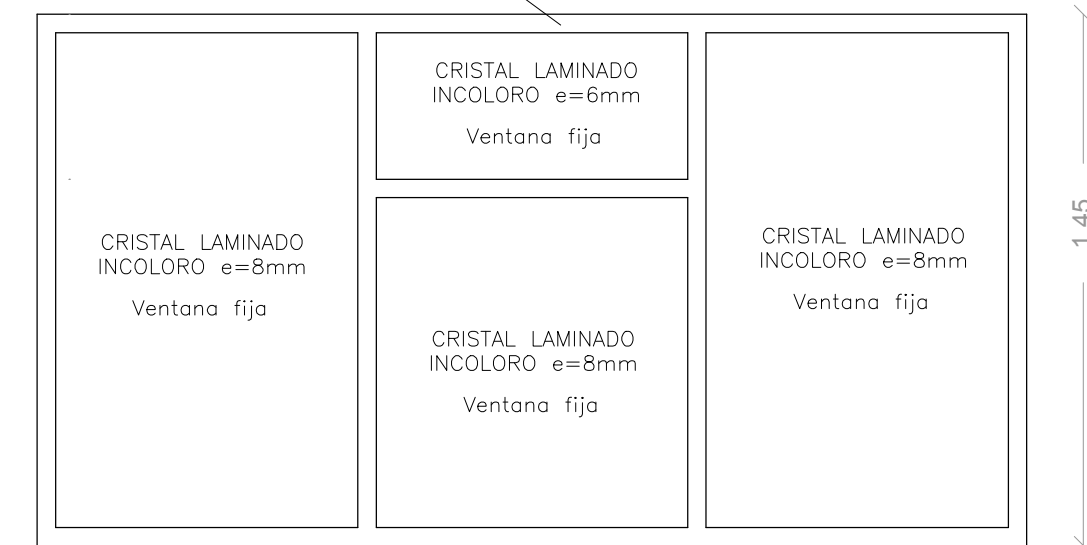 CRISTAL LAMINADO
INCOLORO e=8mm
Ventana fija
CRISTAL LAMINADO
INCOLORO e=6mm
Ventana fija
CRISTAL LAMINADO
INCOLORO e=8mm
Ventana fija
CRISTAL LAMINADO
INCOLORO e=8mm
Ventana fija
1.45